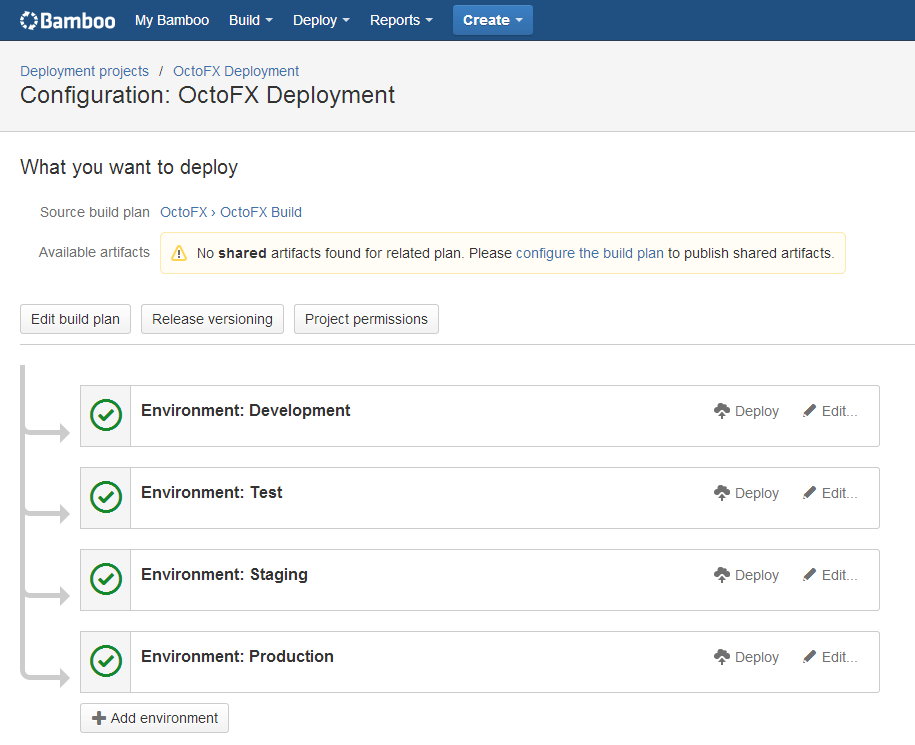 Bamboo My Bamboo Build Deploy Reports Create
Deployment projects / OctoFX Deployment
Configuration: OctoFX Deployment
What you want to deploy
Source build plan OctoFX › OctoFX Build
Available artifacts No shared artifacts found for related plan. Please configure the build plan to publish shared artifacts.
Edit build plan Release versioning Project permissions
Environment: Development Deploy Edit...
Environment: Test Deploy Edit...
Environment: Staging Deploy Edit...
Environment: Production Deploy Edit...
Add environment